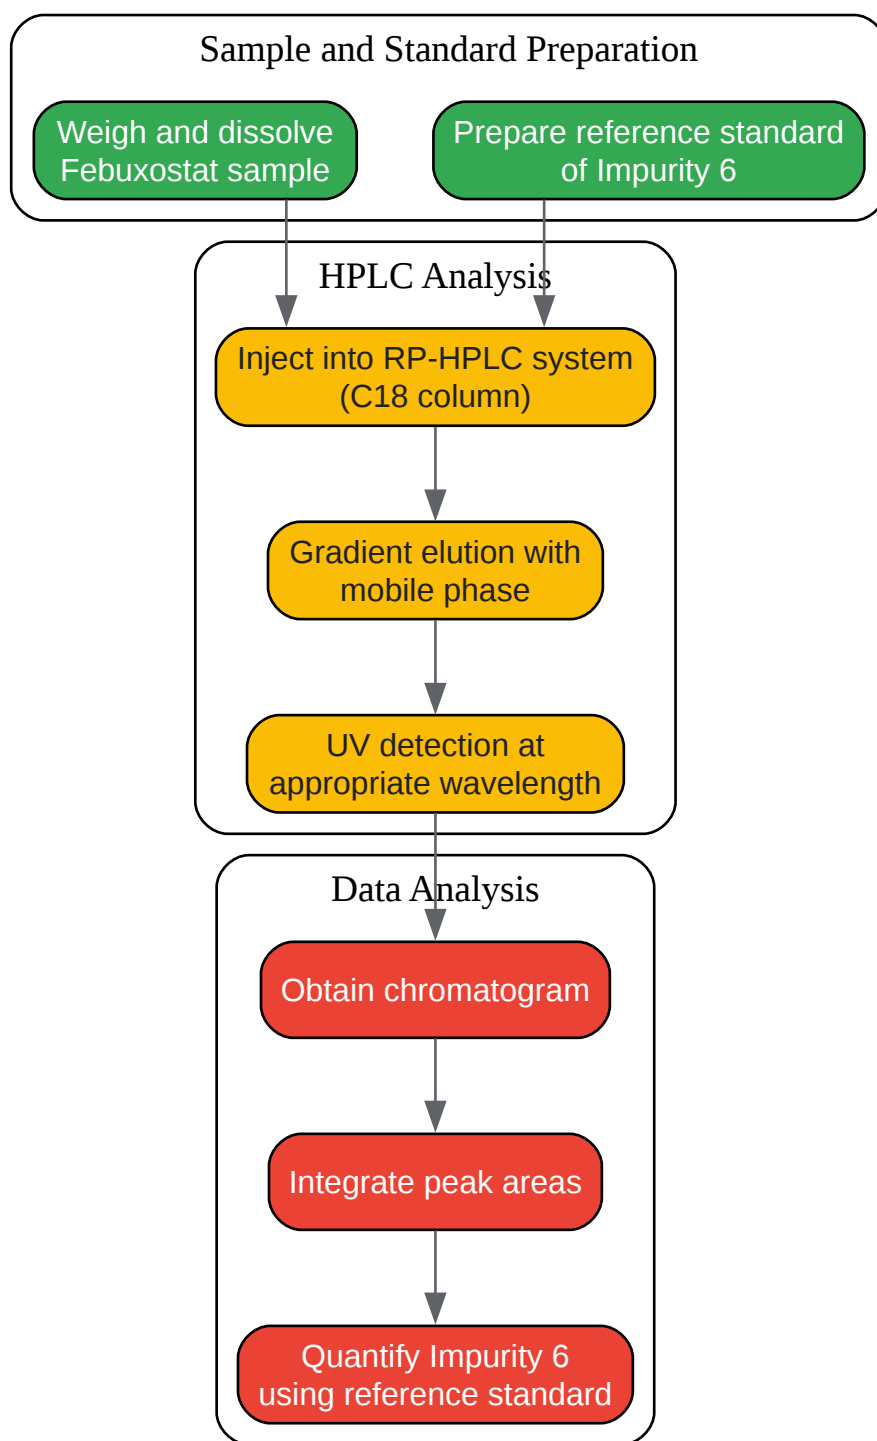 Sample and Standard Preparation
Weigh and dissolve
Febuxostat sample
Prepare reference standard
of Impurity 6
HPLC Analysis
Inject into RP-HPLC system
(C18 column)
Gradient elution with
mobile phase
UV detection at
appropriate wavelength
Data Analysis
Obtain chromatogram
Integrate peak areas
Quantify Impurity 6
using reference standard